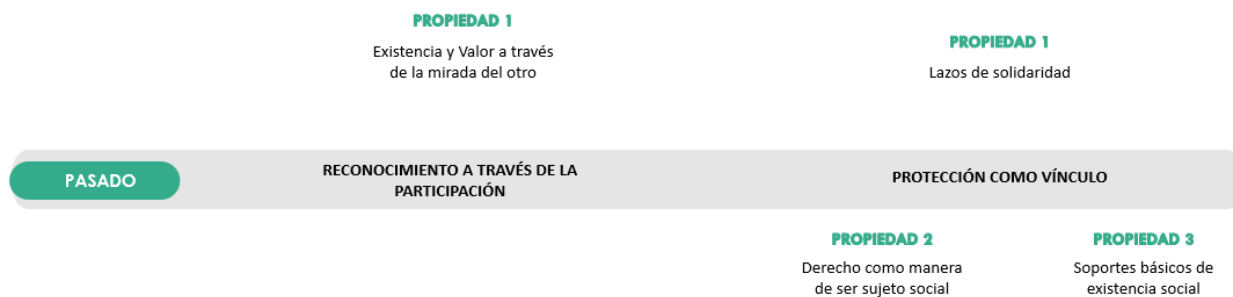 PROPIEDAD 1
Existencia y Valor a través
de la mirada del otro
PROPIEDAD 1
Lazos de solidaridad
PASADO
RECONOCIMIENTO A TRAVÉS DE LA
PARTICIPACIÓN
PROTECCIÓN COMO VÍNCULO
PROPIEDAD 2
Derecho como manera
de ser sujeto social
PROPIEDAD 3
Soportes básicos de
existencia social